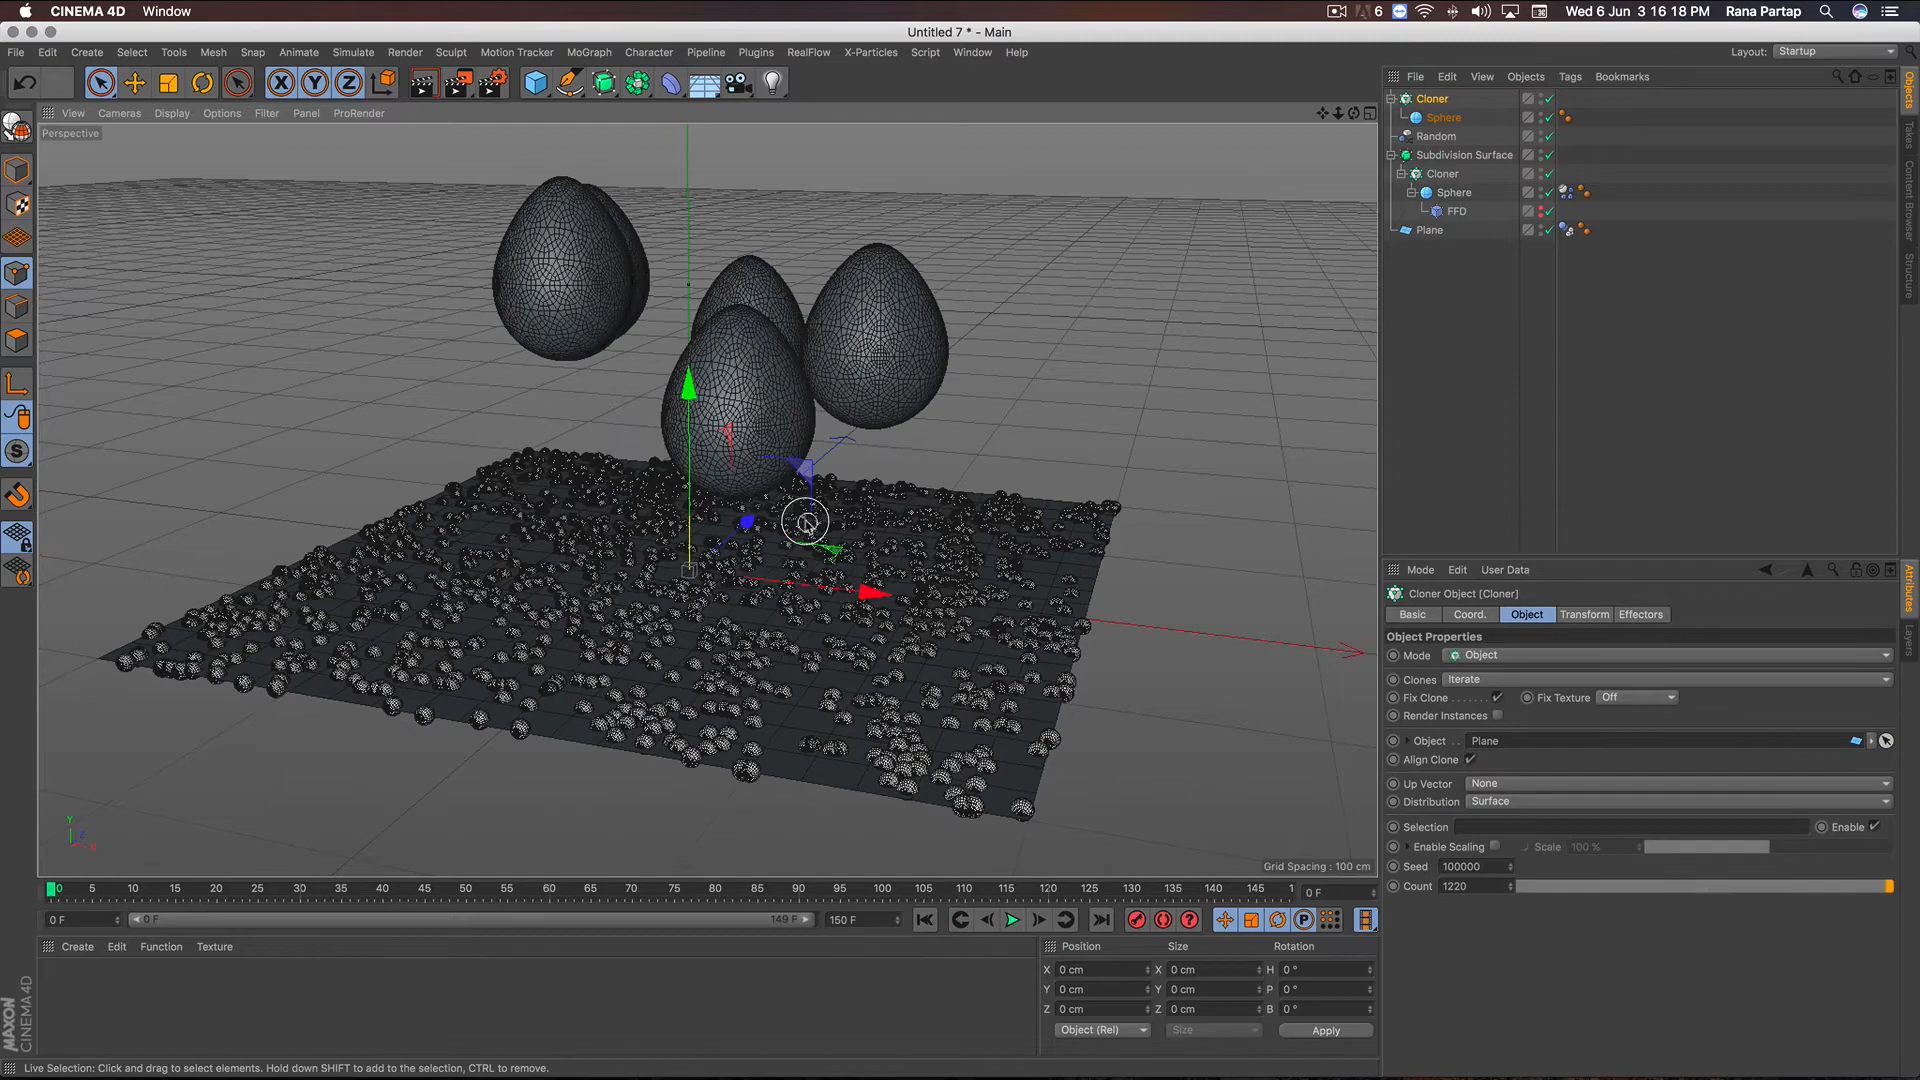 CINEMA 4D Window
6 Wed 6 Jun 3 16 18 PM Rana Partap
Untitled 7 * - Main
File Edit Create Select Tools Mesh Snap Animate Simulate Render Sculpt Motion Tracker MoGraph Character Pipeline Plugins RealFlow X-Particles Script Window Help
Layout: Startup
X Y Z
File Edit View Objects Tags Bookmarks
View Cameras Display Options Filter Panel ProRender
Perspective
Cloner
Sphere
Random
Subdivision Surface
Cloner
Sphere
FFD
Plane
Objects
Takes
Content Browser
Structure
Mode Edit User Data
Cloner Object [Cloner]
Basic Coord. Object Transform Effectors
Object Properties
Mode Object
Clones Iterate
Fix Clone Fix Texture Off
Render Instances
Object Plane
Align Clone
Up Vector None
Distribution Surface
Selection Enable
Enable Scaling Scale 100 %
Seed 100000
Count 1220
Attributes
Layers
Y
Z
X
Grid Spacing : 100 cm
0 5 10 15 20 25 30 35 40 45 50 55 60 65 70 75 80 85 90 95 100 105 110 115 120 125 130 135 140 145 0 F
0 F 0 F 149 F 150 F
Create Edit Function Texture
Position Size Rotation
X 0 cm X 0 cm H 0 °
Y 0 cm Y 0 cm P 0 °
Z 0 cm Z 0 cm B 0 °
Object (Rel) Size Apply
MAXON CINEMA 4D
Live Selection: Click and drag to select elements. Hold down SHIFT to add to the selection, CTRL to remove.